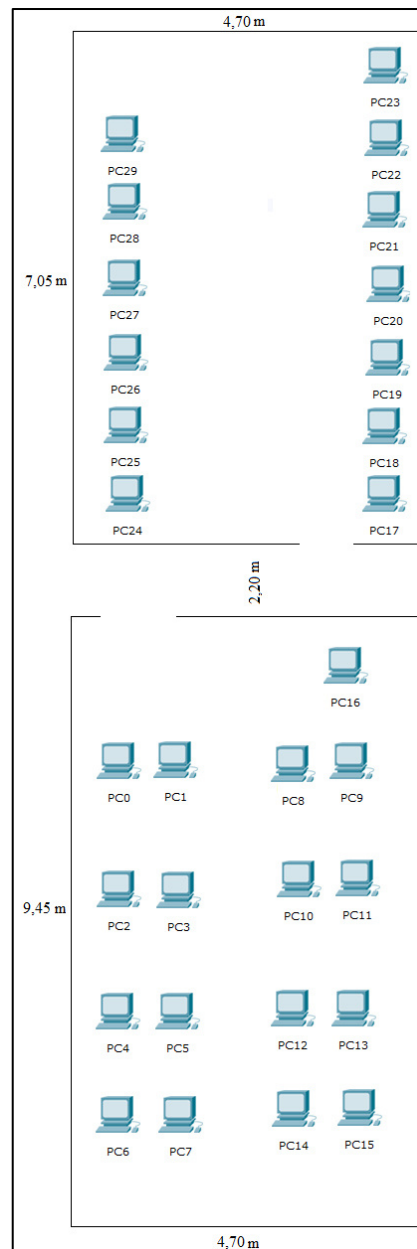 4,70 m
PC23
PC29
PC22
PC28
PC21
7,05 m
PC27
PC20
PC26
PC19
PC25
PC18
PC24
PC17
2,20 m
PC16
PC0
PC1
PC8
PC9
9,45 m
PC2
PC3
PC10
PC11
PC4
PC5
PC12
PC13
PC6
PC7
PC14
PC15
4,70 m